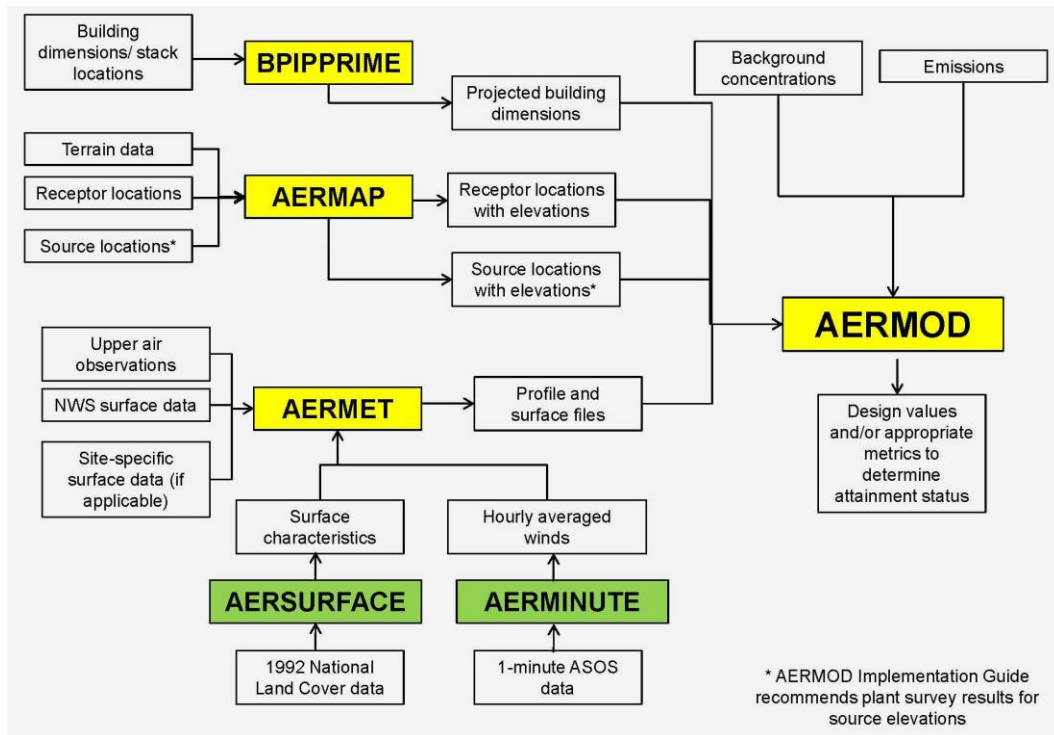 Building
dimensions/ stack
locations
BPIPPRIME
Projected building
dimensions
Background
concentrations
Emissions
Terrain data
Receptor locations
Source locations*
AERMAP
Receptor locations
with elevations
Source locations
with elevations*
AERMOD
Upper air
observations
NWS surface data
Site-specific
surface data (if
applicable)
AERMET
Profile and
surface files
Design values
and/or appropriate
metrics to
determine
attainment status
Surface
characteristics
Hourly averaged
winds
AERSURFACE
AERMINUTE
1992 National
Land Cover data
1-minute ASOS
data
* AERMOD Implementation Guide
recommends plant survey results for
source elevations